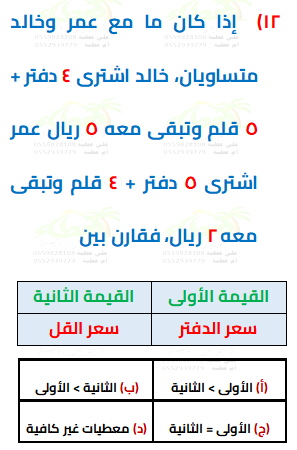 ١٢) إذا كان ما مع عمر وخالد
متساويان، خالد اشترى ٤ دفتر +
٥ قلم وتبقى معه ٥ ريال عمر
اشترى ٥ دفتر + ٤ قلم وتبقى
معه ٢ ريال، فقارن بين
القيمة الأولى القيمة الثانية
سعر الدفتر سعر القل
(أ) الأولى > الثانية (ب) الثانية > الأولى
(ج) الأولى = الثانية (د) معطيات غير كافية